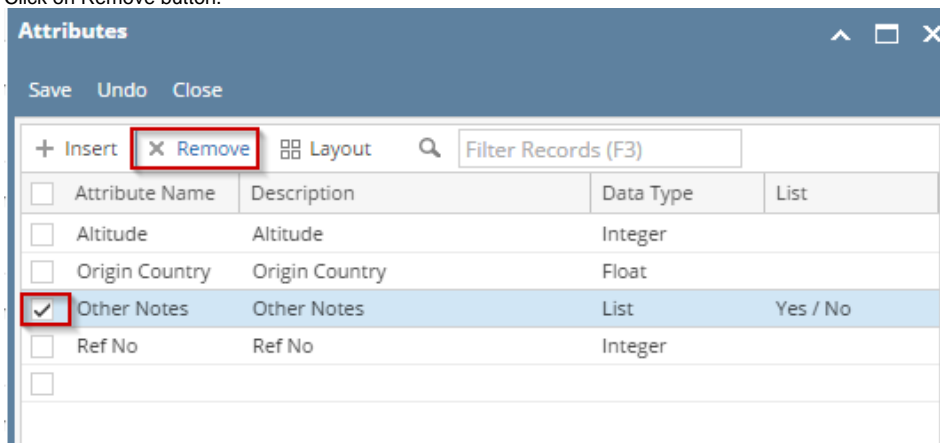 Click on Remove button.
Attributes
Save Undo Close
Insert Remove Layout Filter Records (F3)
Attribute Name Description Data Type List
Altitude Altitude Integer
Origin Country Origin Country Float
Other Notes Other Notes List Yes / No
Ref No Ref No Integer